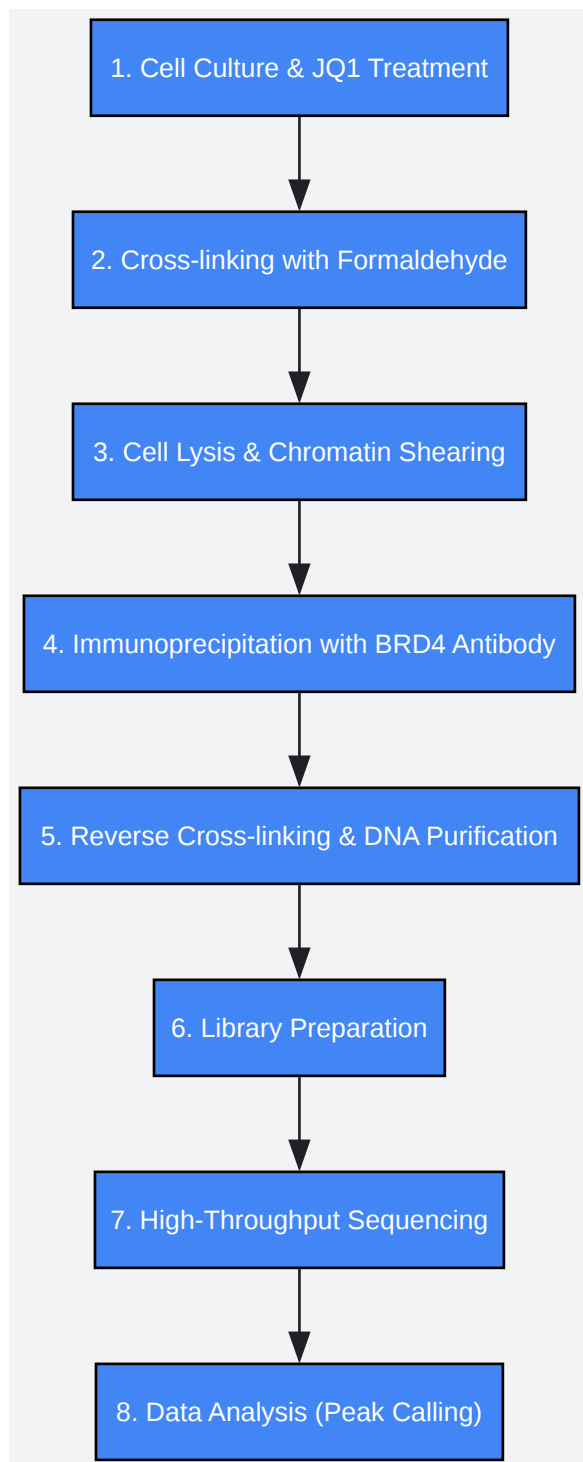 1. Cell Culture & JQ1 Treatment
2. Cross-linking with Formaldehyde
3. Cell Lysis & Chromatin Shearing
4. Immunoprecipitation with BRD4 Antibody
5. Reverse Cross-linking & DNA Purification
6. Library Preparation
7. High-Throughput Sequencing
8. Data Analysis (Peak Calling)